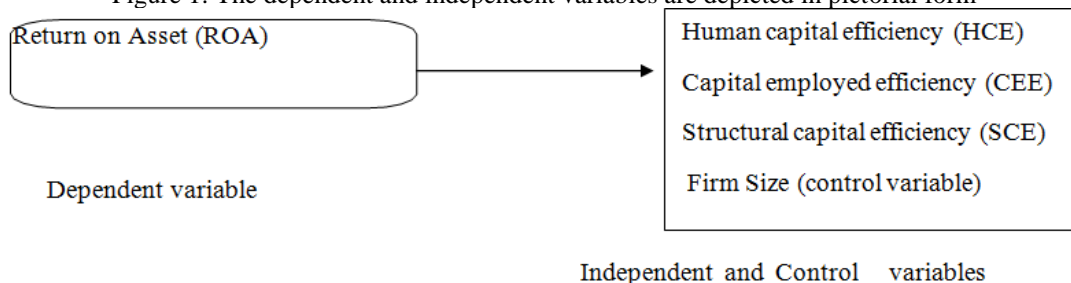 Figure 1: The dependent and independent variables are depicted in pictorial form
Return on Asset (ROA)
Human capital efficiency (HCE)
Capital employed efficiency (CEE)
Structural capital efficiency (SCE)
Firm Size (control variable)
Dependent variable
Independent and Control variables